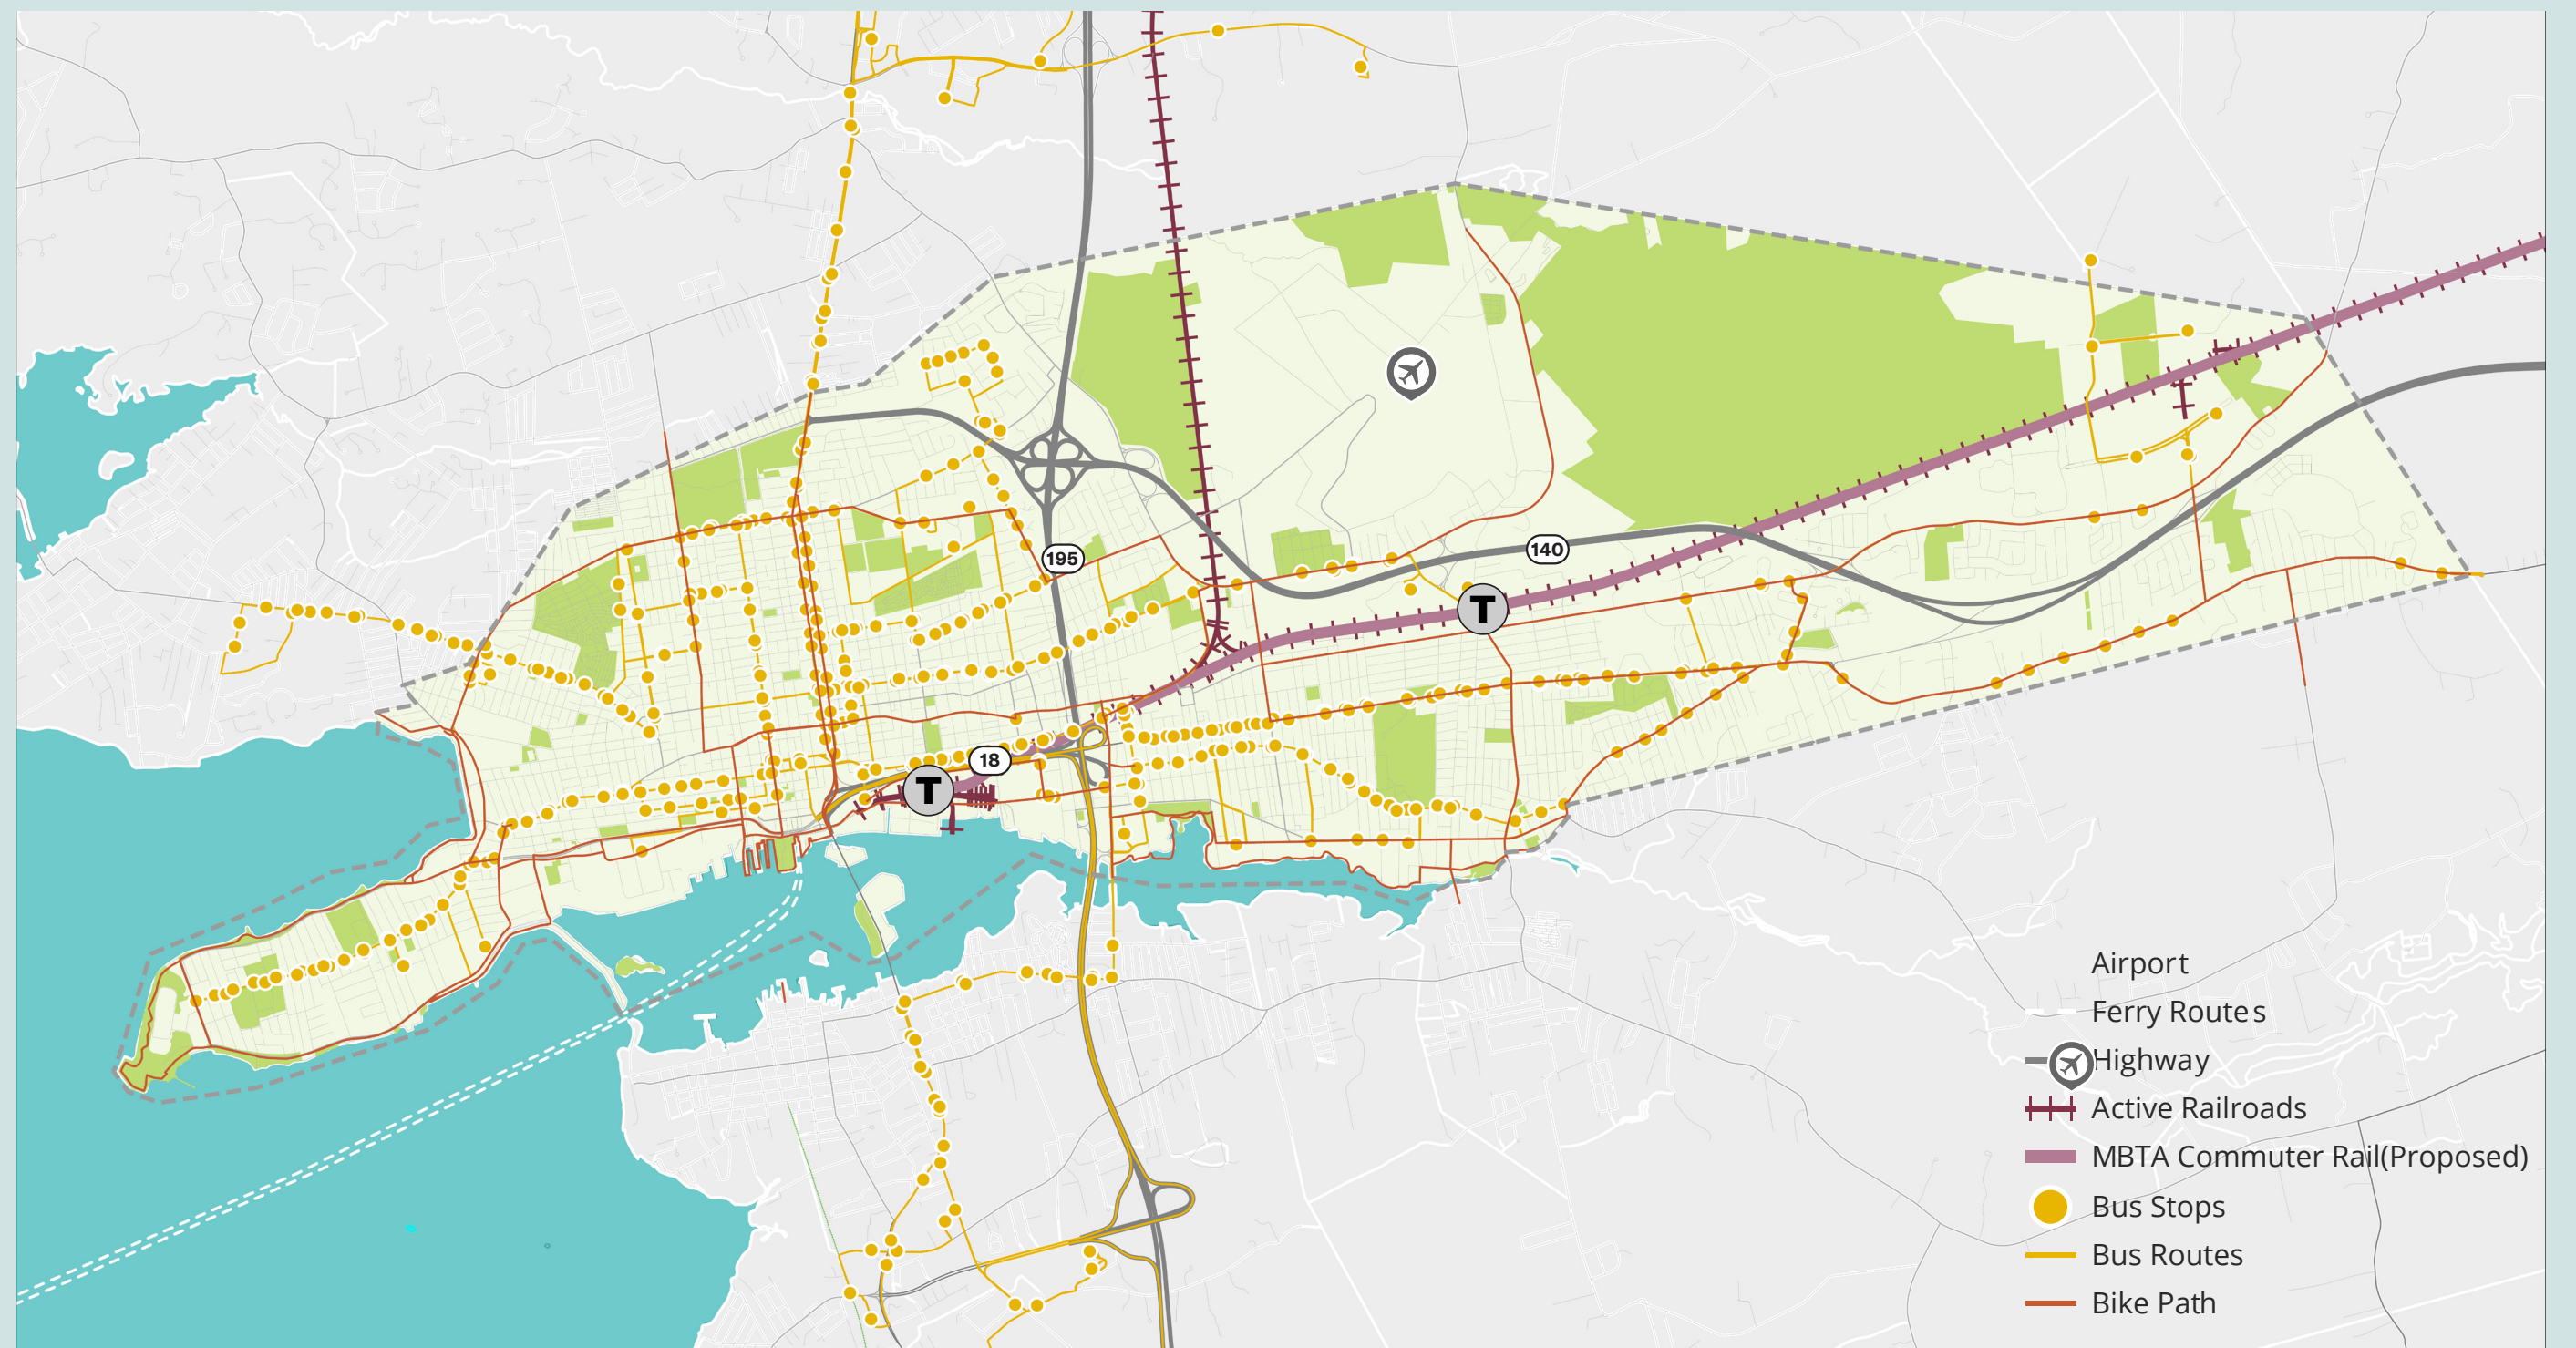 195
140
T
18
T
Airport
Ferry Routes
Highway
Active Railroads
MBTA Commuter Rail(Proposed)
Bus Stops
Bus Routes
Bike Path